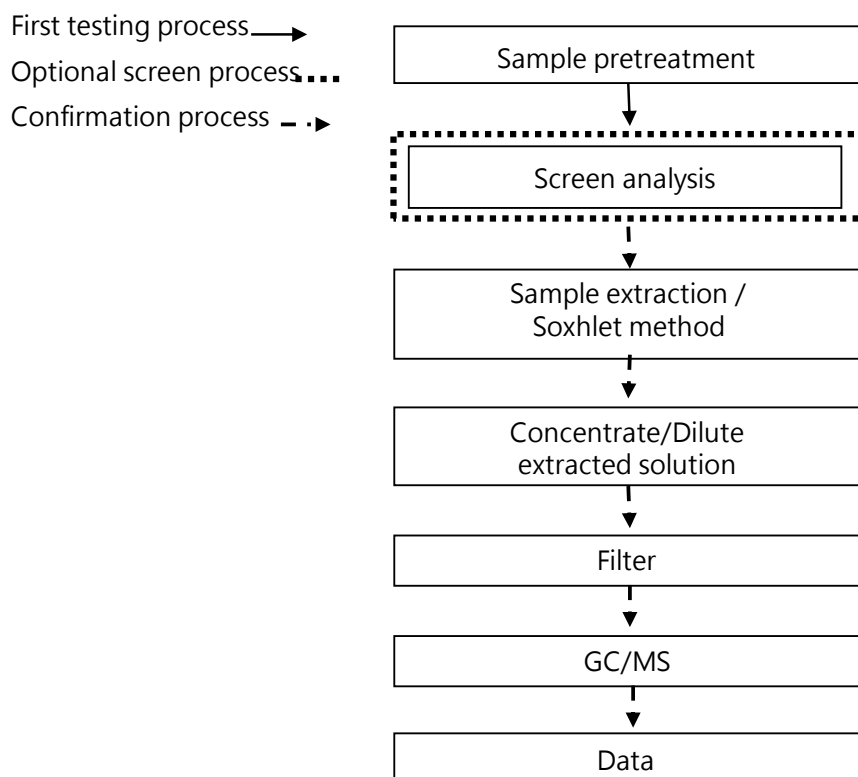 First testing process
Optional screen process
Confirmation process
Sample pretreatment
Screen analysis
Sample extraction /
Soxhlet method
Concentrate/Dilute
extracted solution
Filter
GC/MS
Data